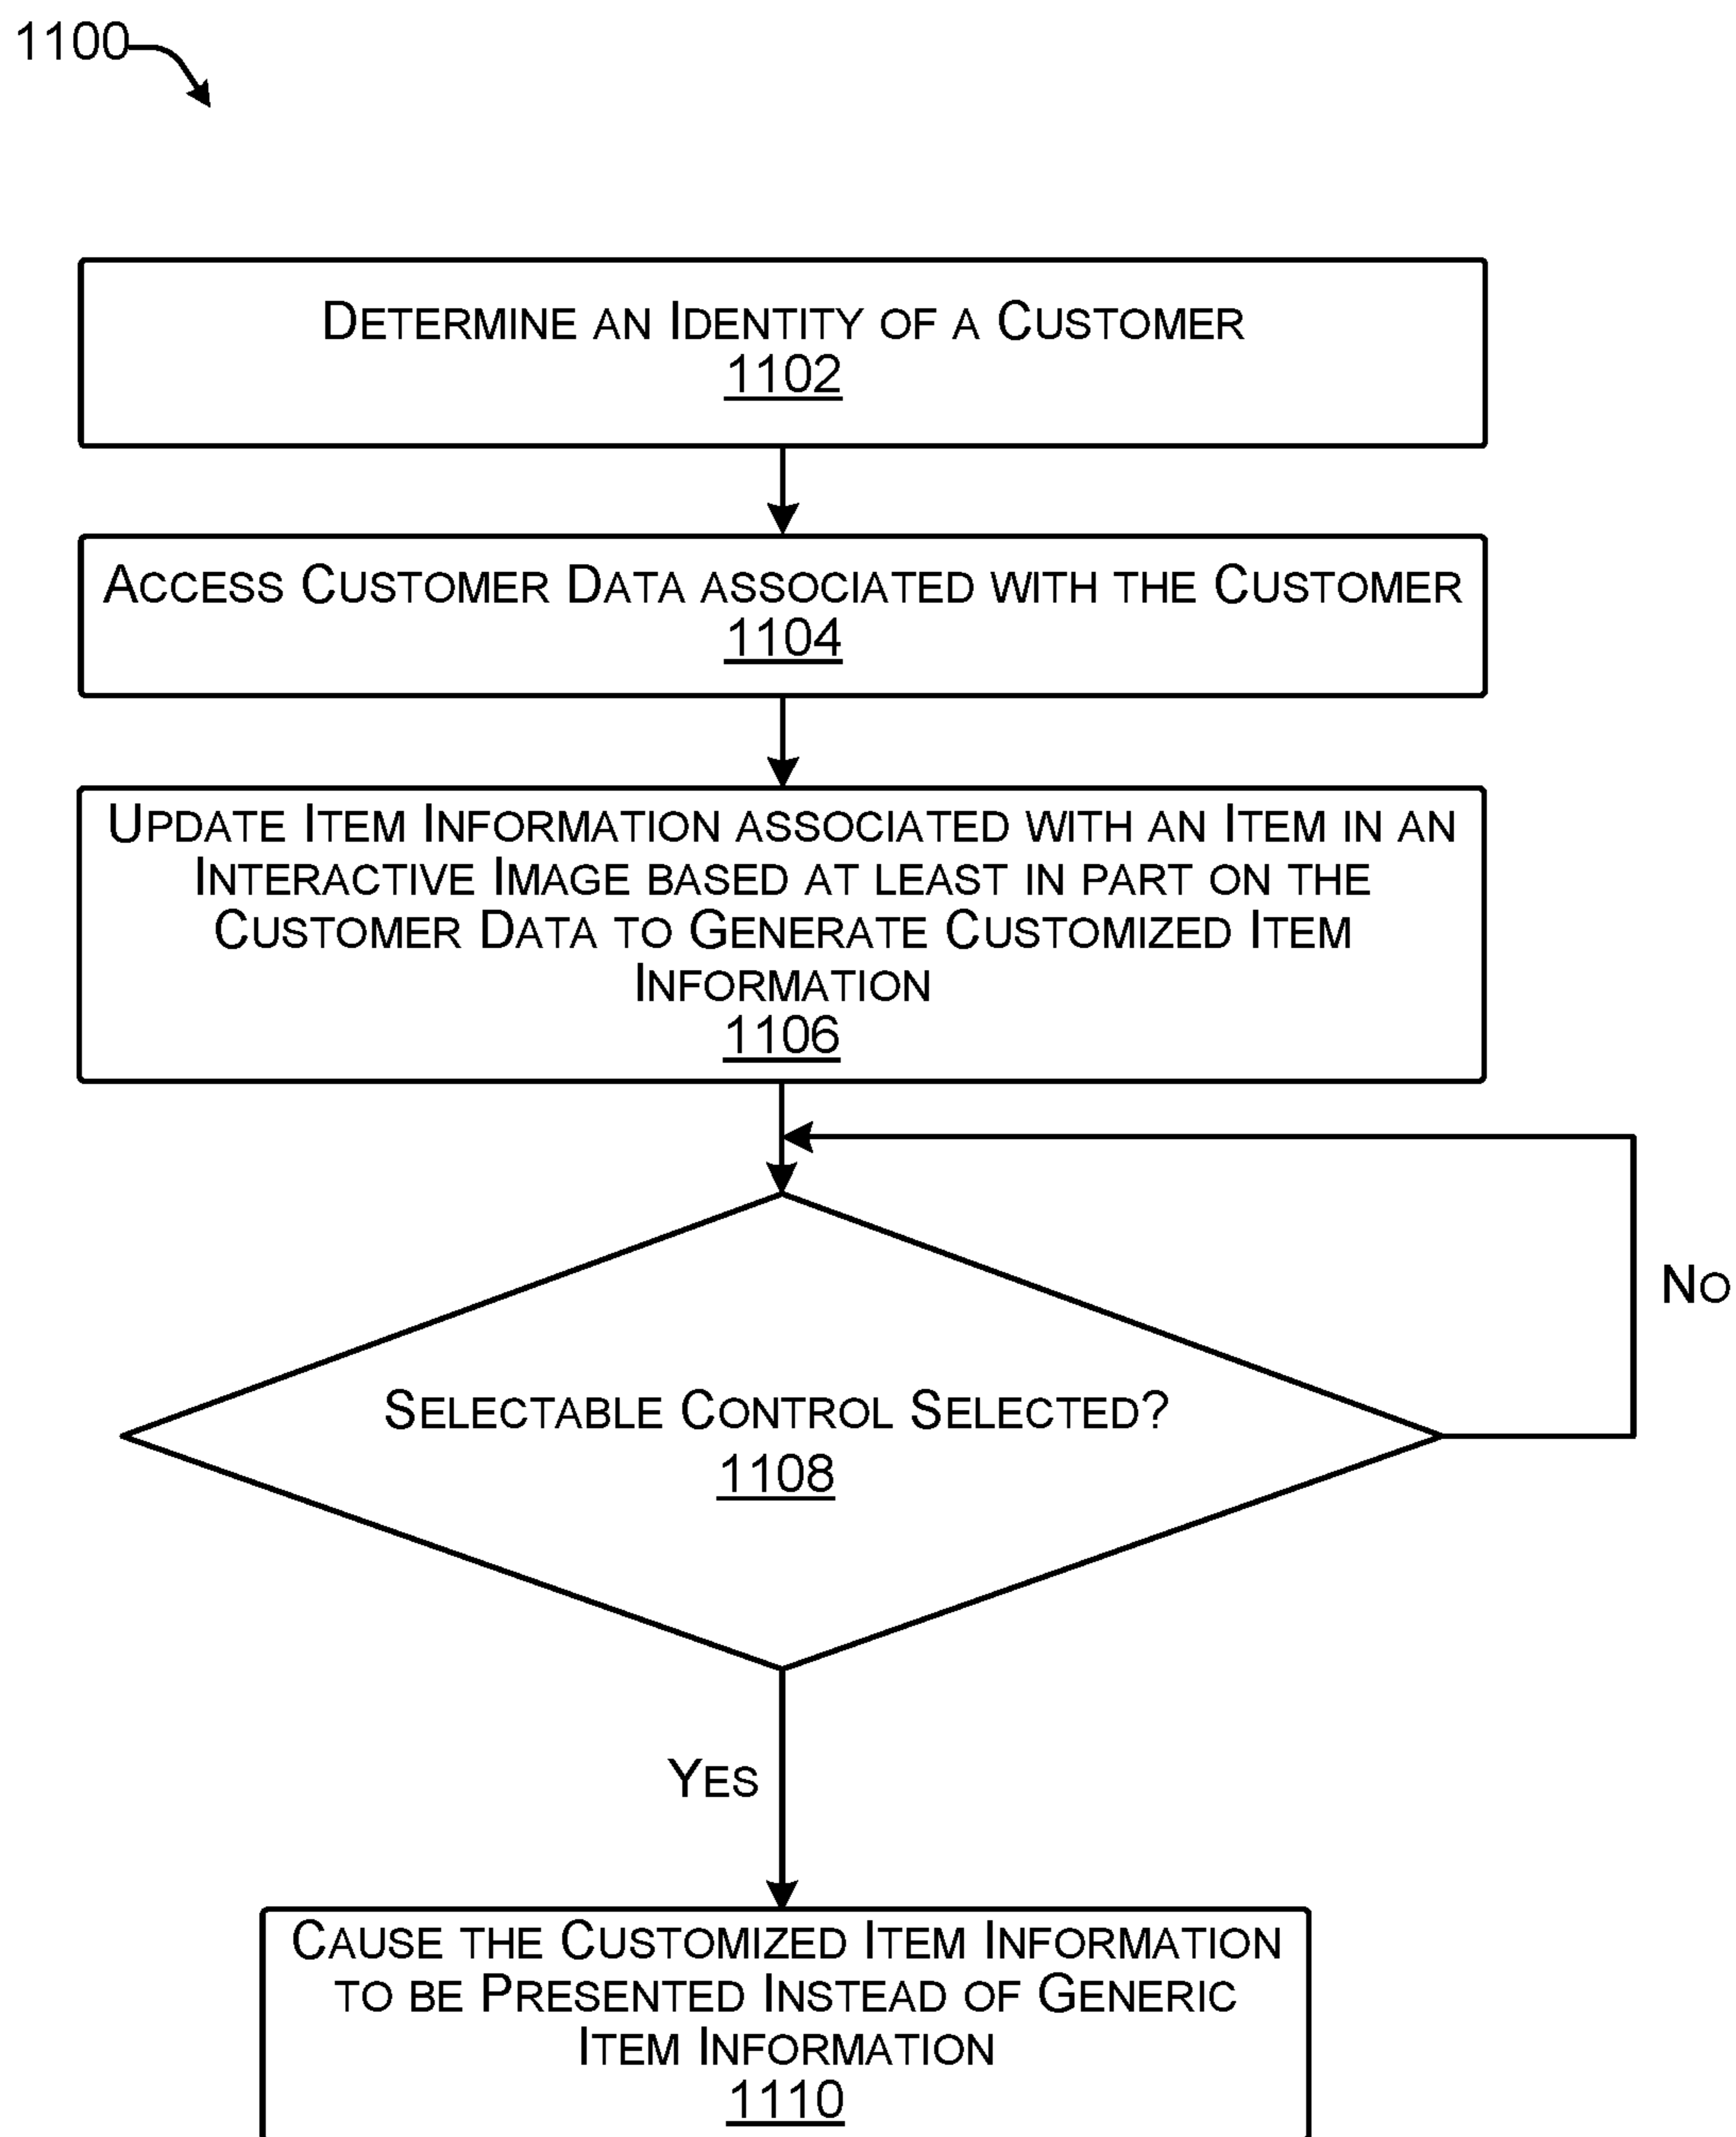 1100
Determine an Identity of a Customer
1102
Access Customer Data associated with the Customer
1104
Update Item Information associated with an Item in an
Interactive Image based at least in part on the
Customer Data to Generate Customized Item
Information
1106
Selectable Control Selected?
1108
No
Yes
Cause the Customized Item Information
to be Presented Instead of Generic
Item Information
1110